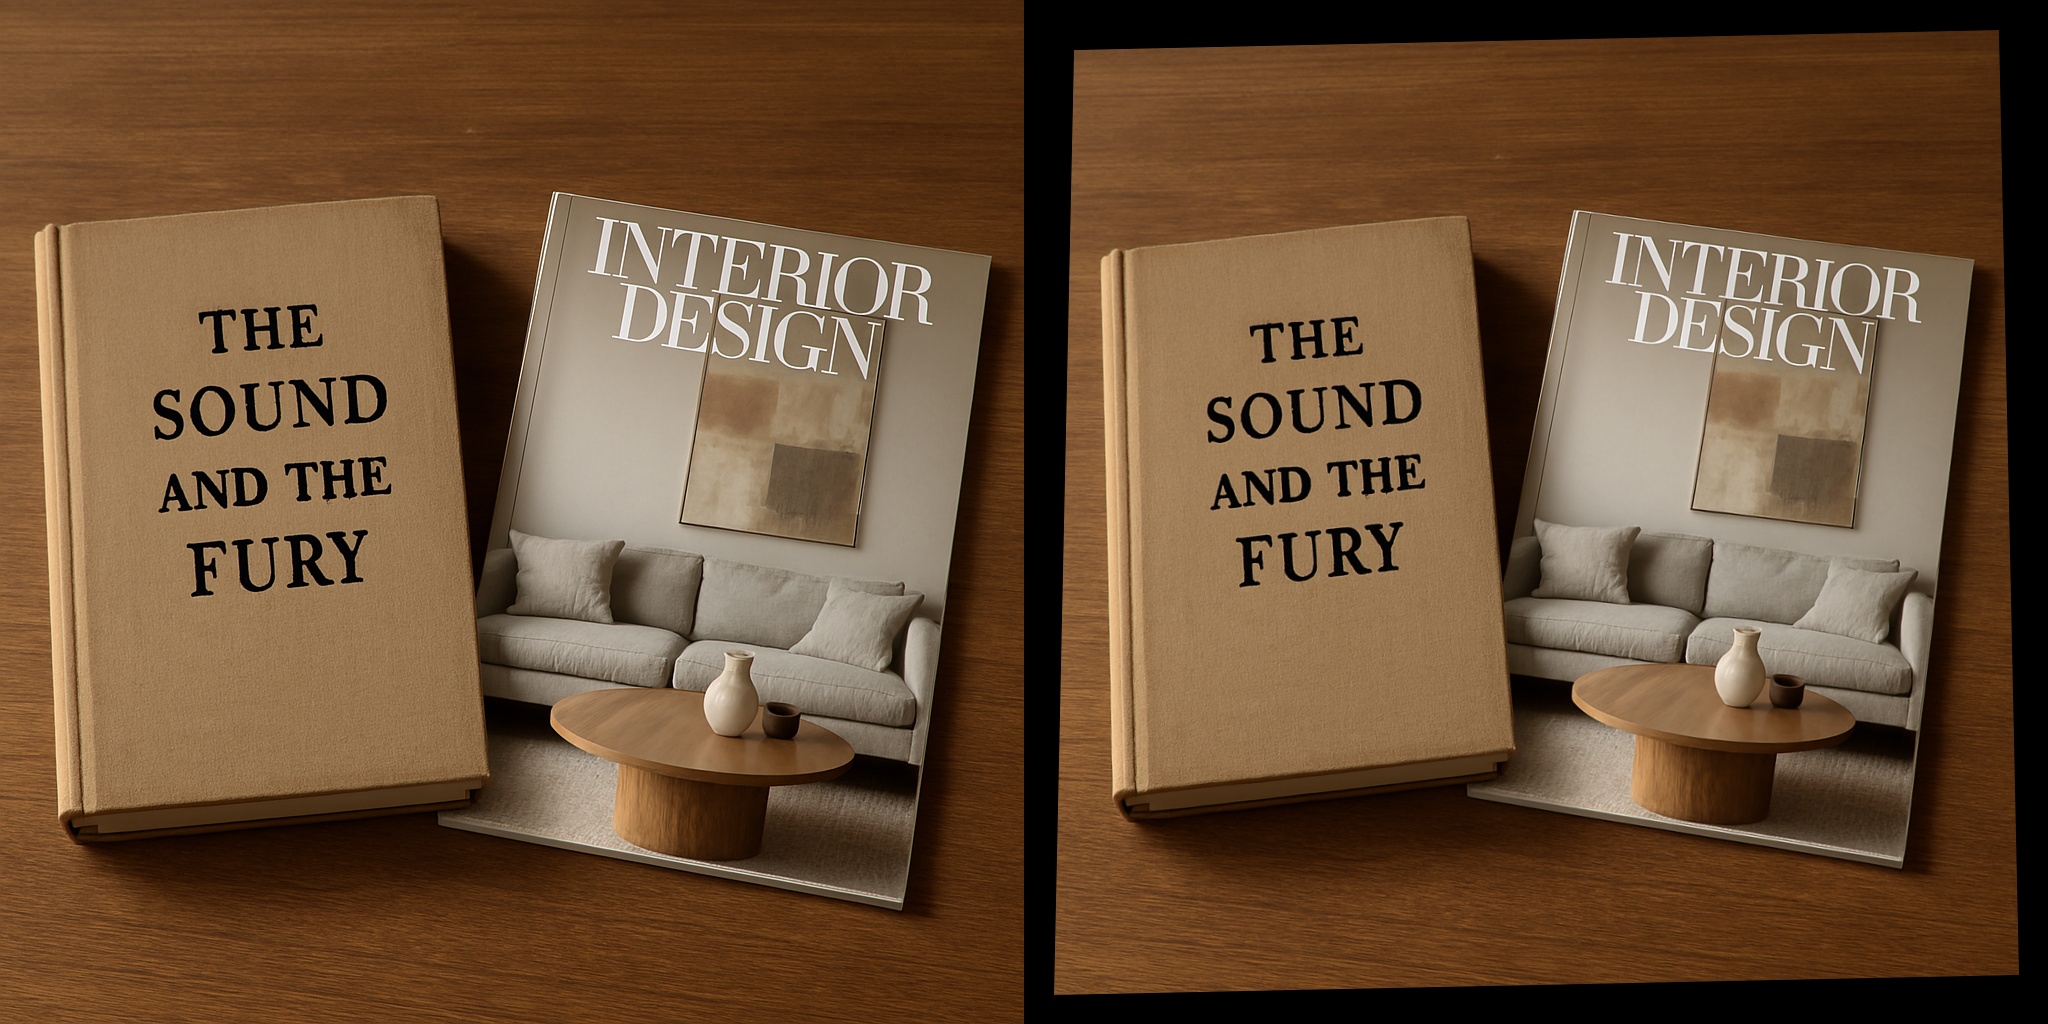 THE
SOUND
AND THE
FURY
INTERIOR
DESIGN
THE
SOUND
AND THE
FURY
INTERIOR
DESIGN